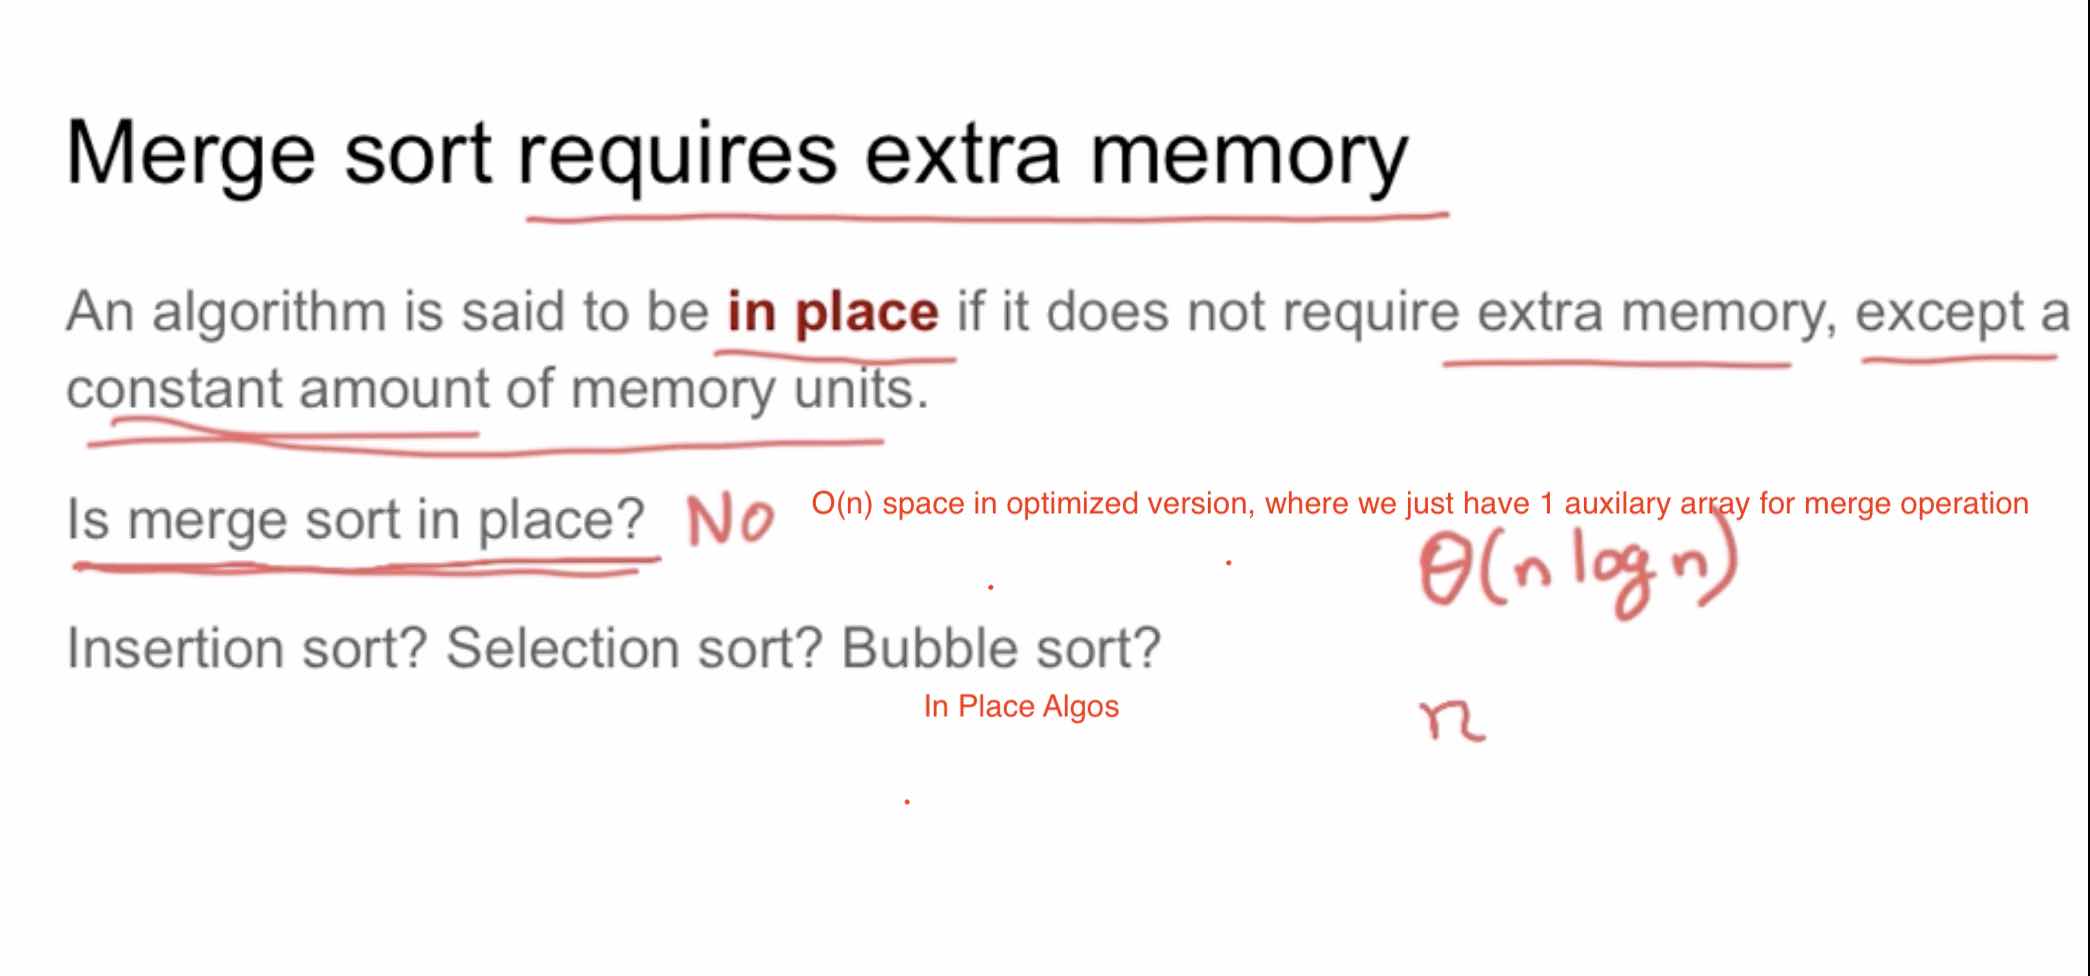 Merge sort requires extra memory
An algorithm is said to be in place if it does not require extra memory, except a
constant amount of memory units.
Is merge sort in place? No O(n) space in optimized version, where we just have 1 auxilary array for merge operation
θ(n log n)
Insertion sort? Selection sort? Bubble sort?
In Place Algos
n